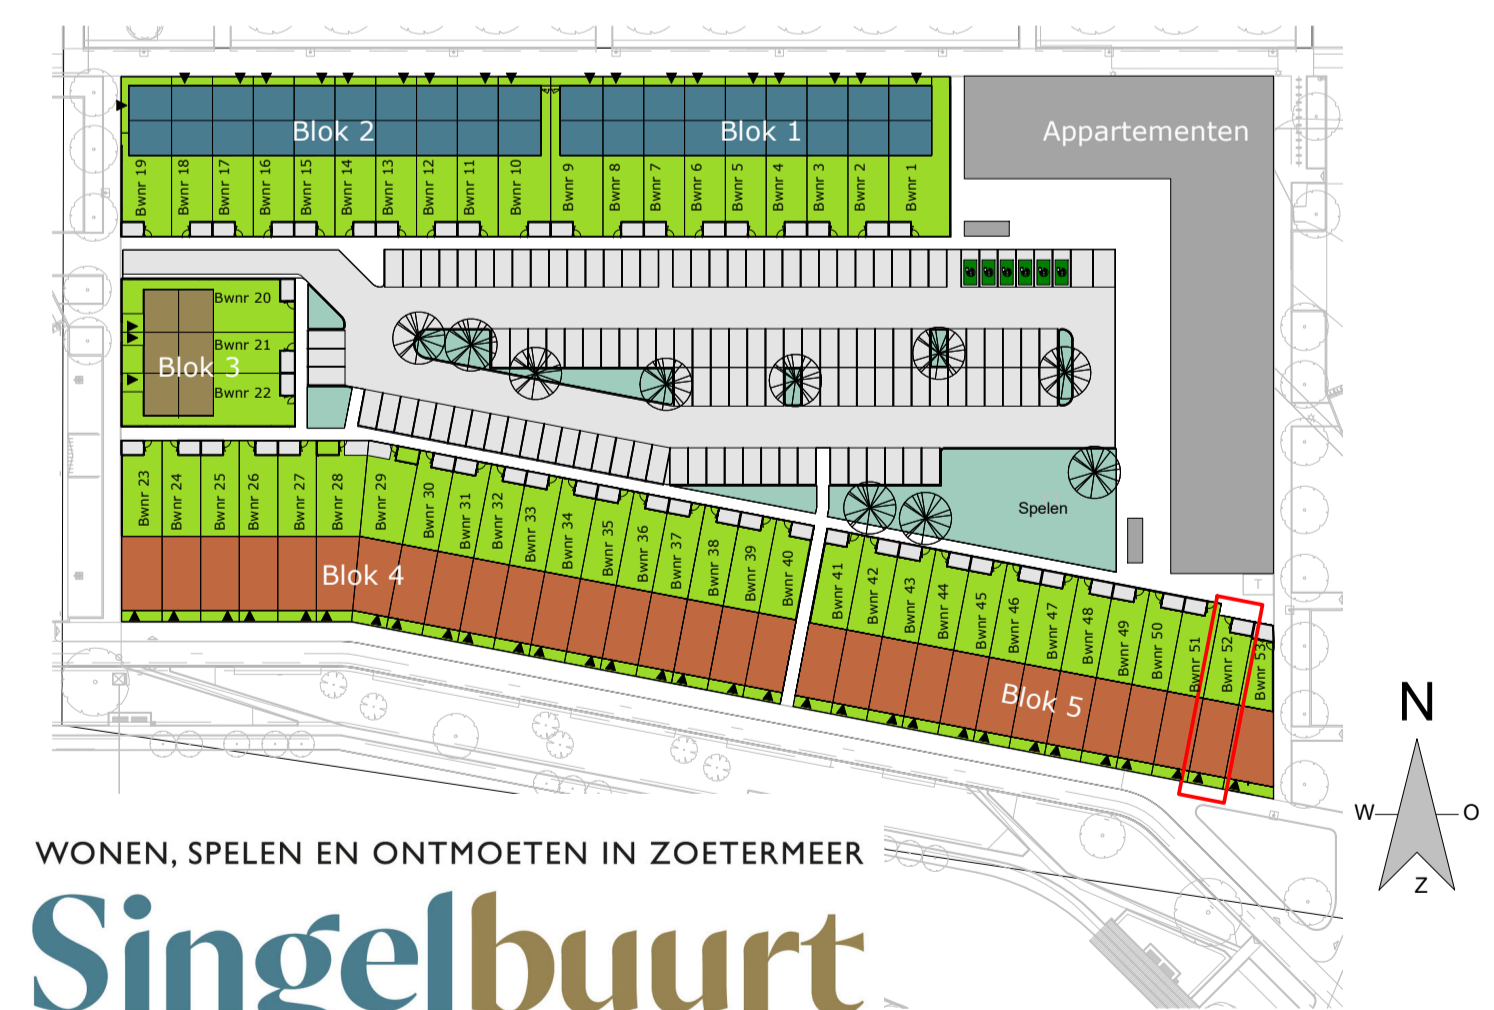 Blok 2
Blok 1
Appartementen
Bwnr 19
Bwnr 18
Bwnr 17
Bwnr 16
Bwnr 15
Bwnr 14
Bwnr 13
Bwnr 12
Bwnr 11
Bwnr 10
Bwnr 9
Bwnr 8
Bwnr 7
Bwnr 6
Bwnr 5
Bwnr 4
Bwnr 3
Bwnr 2
Bwnr 1
Bwnr 20
Bwnr 21
Blok 3
Bwnr 22
Bwnr 23
Bwnr 24
Bwnr 25
Bwnr 26
Bwnr 27
Bwnr 28
Bwnr 29
Bwnr 30
Bwnr 31
Bwnr 32
Bwnr 33
Bwnr 34
Bwnr 35
Bwnr 36
Bwnr 37
Bwnr 38
Bwnr 39
Bwnr 40
Bwnr 41
Bwnr 42
Bwnr 43
Bwnr 44
Bwnr 45
Bwnr 46
Bwnr 47
Bwnr 48
Bwnr 49
Bwnr 50
Bwnr 51
Bwnr 52
Bwnr 53
Spelen
T
Blok 4
Blok 5
N
W
O
Z
WONEN, SPELEN EN ONTMOETEN IN ZOETERMEER
Singelbuurt